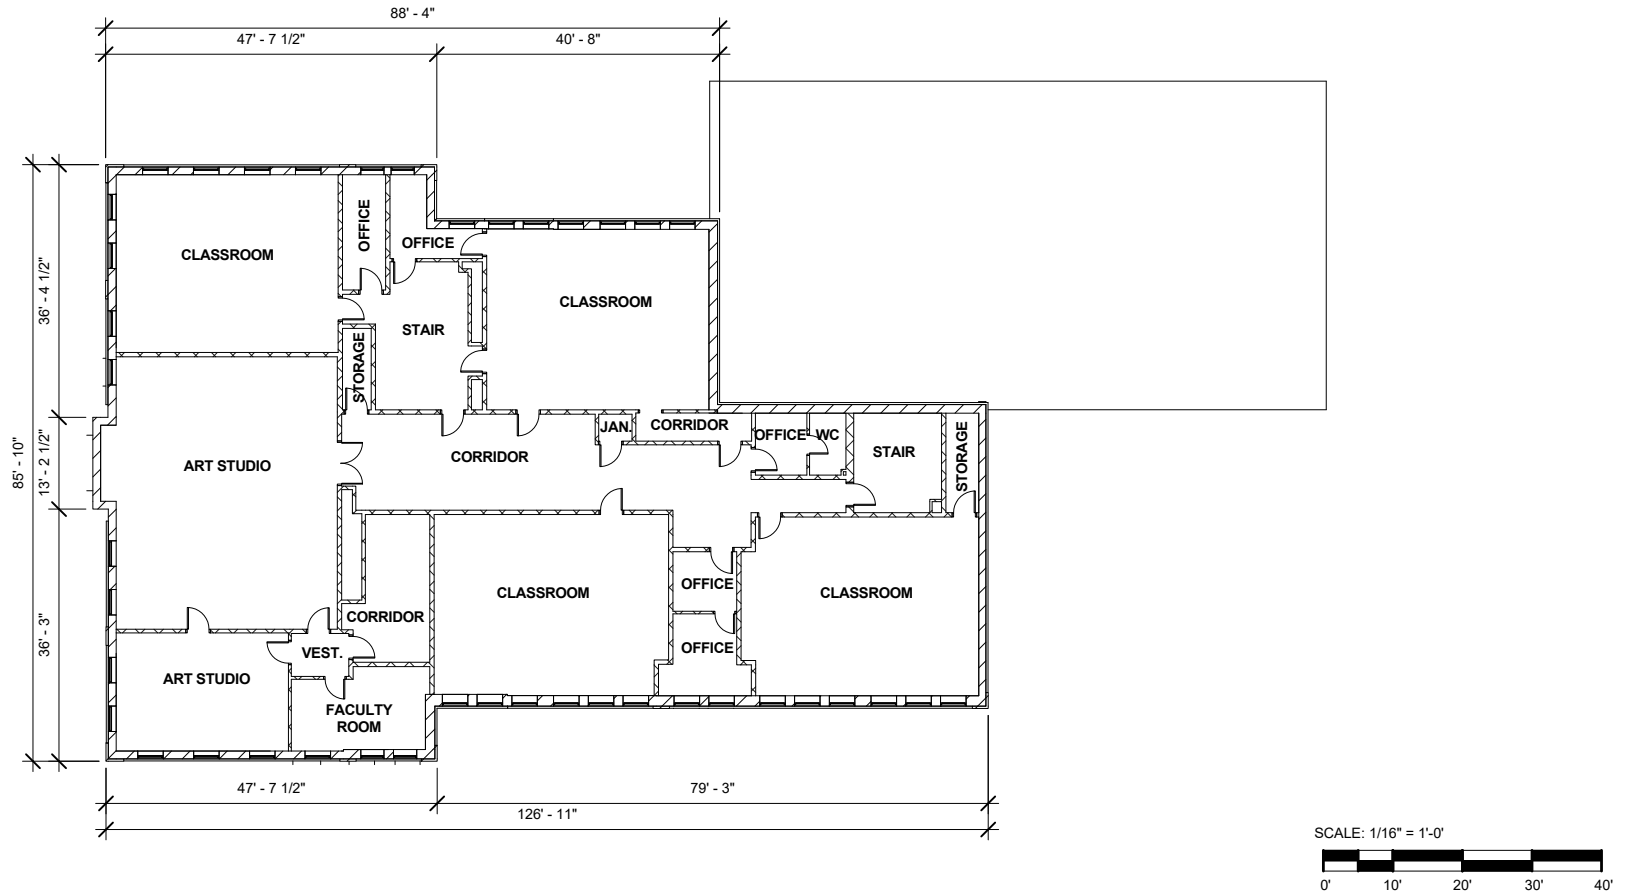 88' - 4"
47' - 7 1/2"
40' - 8"
OFFICE
OFFICE
CLASSROOM
CLASSROOM
36' - 4 1/2"
STAIR
STORAGE
JAN.
CORRIDOR
OFFICE
WC
STAIR
STORAGE
CORRIDOR
ART STUDIO
85' - 10"
13' - 2 1/2"
OFFICE
CLASSROOM
CLASSROOM
CORRIDOR
36' - 3"
OFFICE
VEST.
ART STUDIO
FACULTY
ROOM
47' - 7 1/2"
79' - 3"
126' - 11"
SCALE: 1/16" = 1'-0'
0' 10' 20' 30' 40'